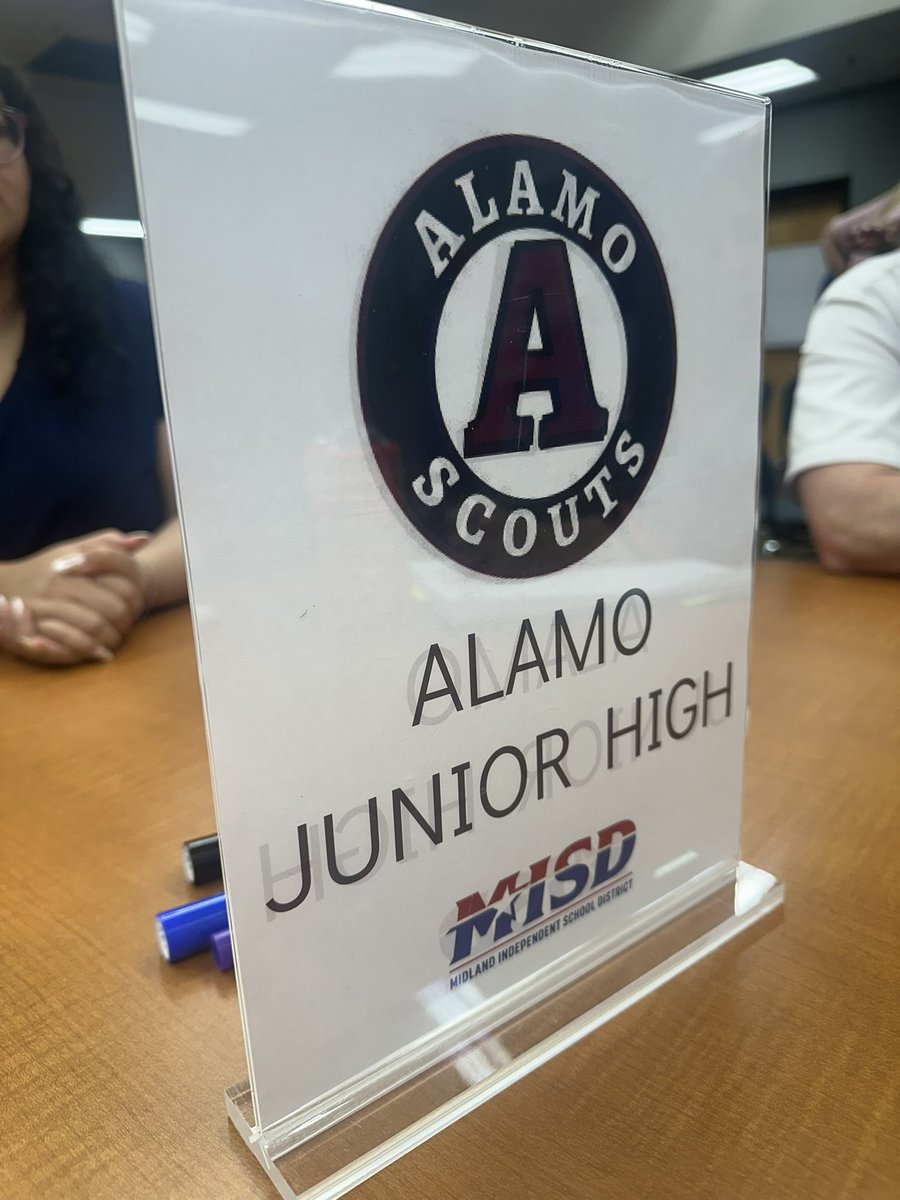 ALAMO
A
SCOUTS
ALAMO
JUNIOR HIGH
MISD
MIDLAND INDEPENDENT SCHOOL DISTRICT